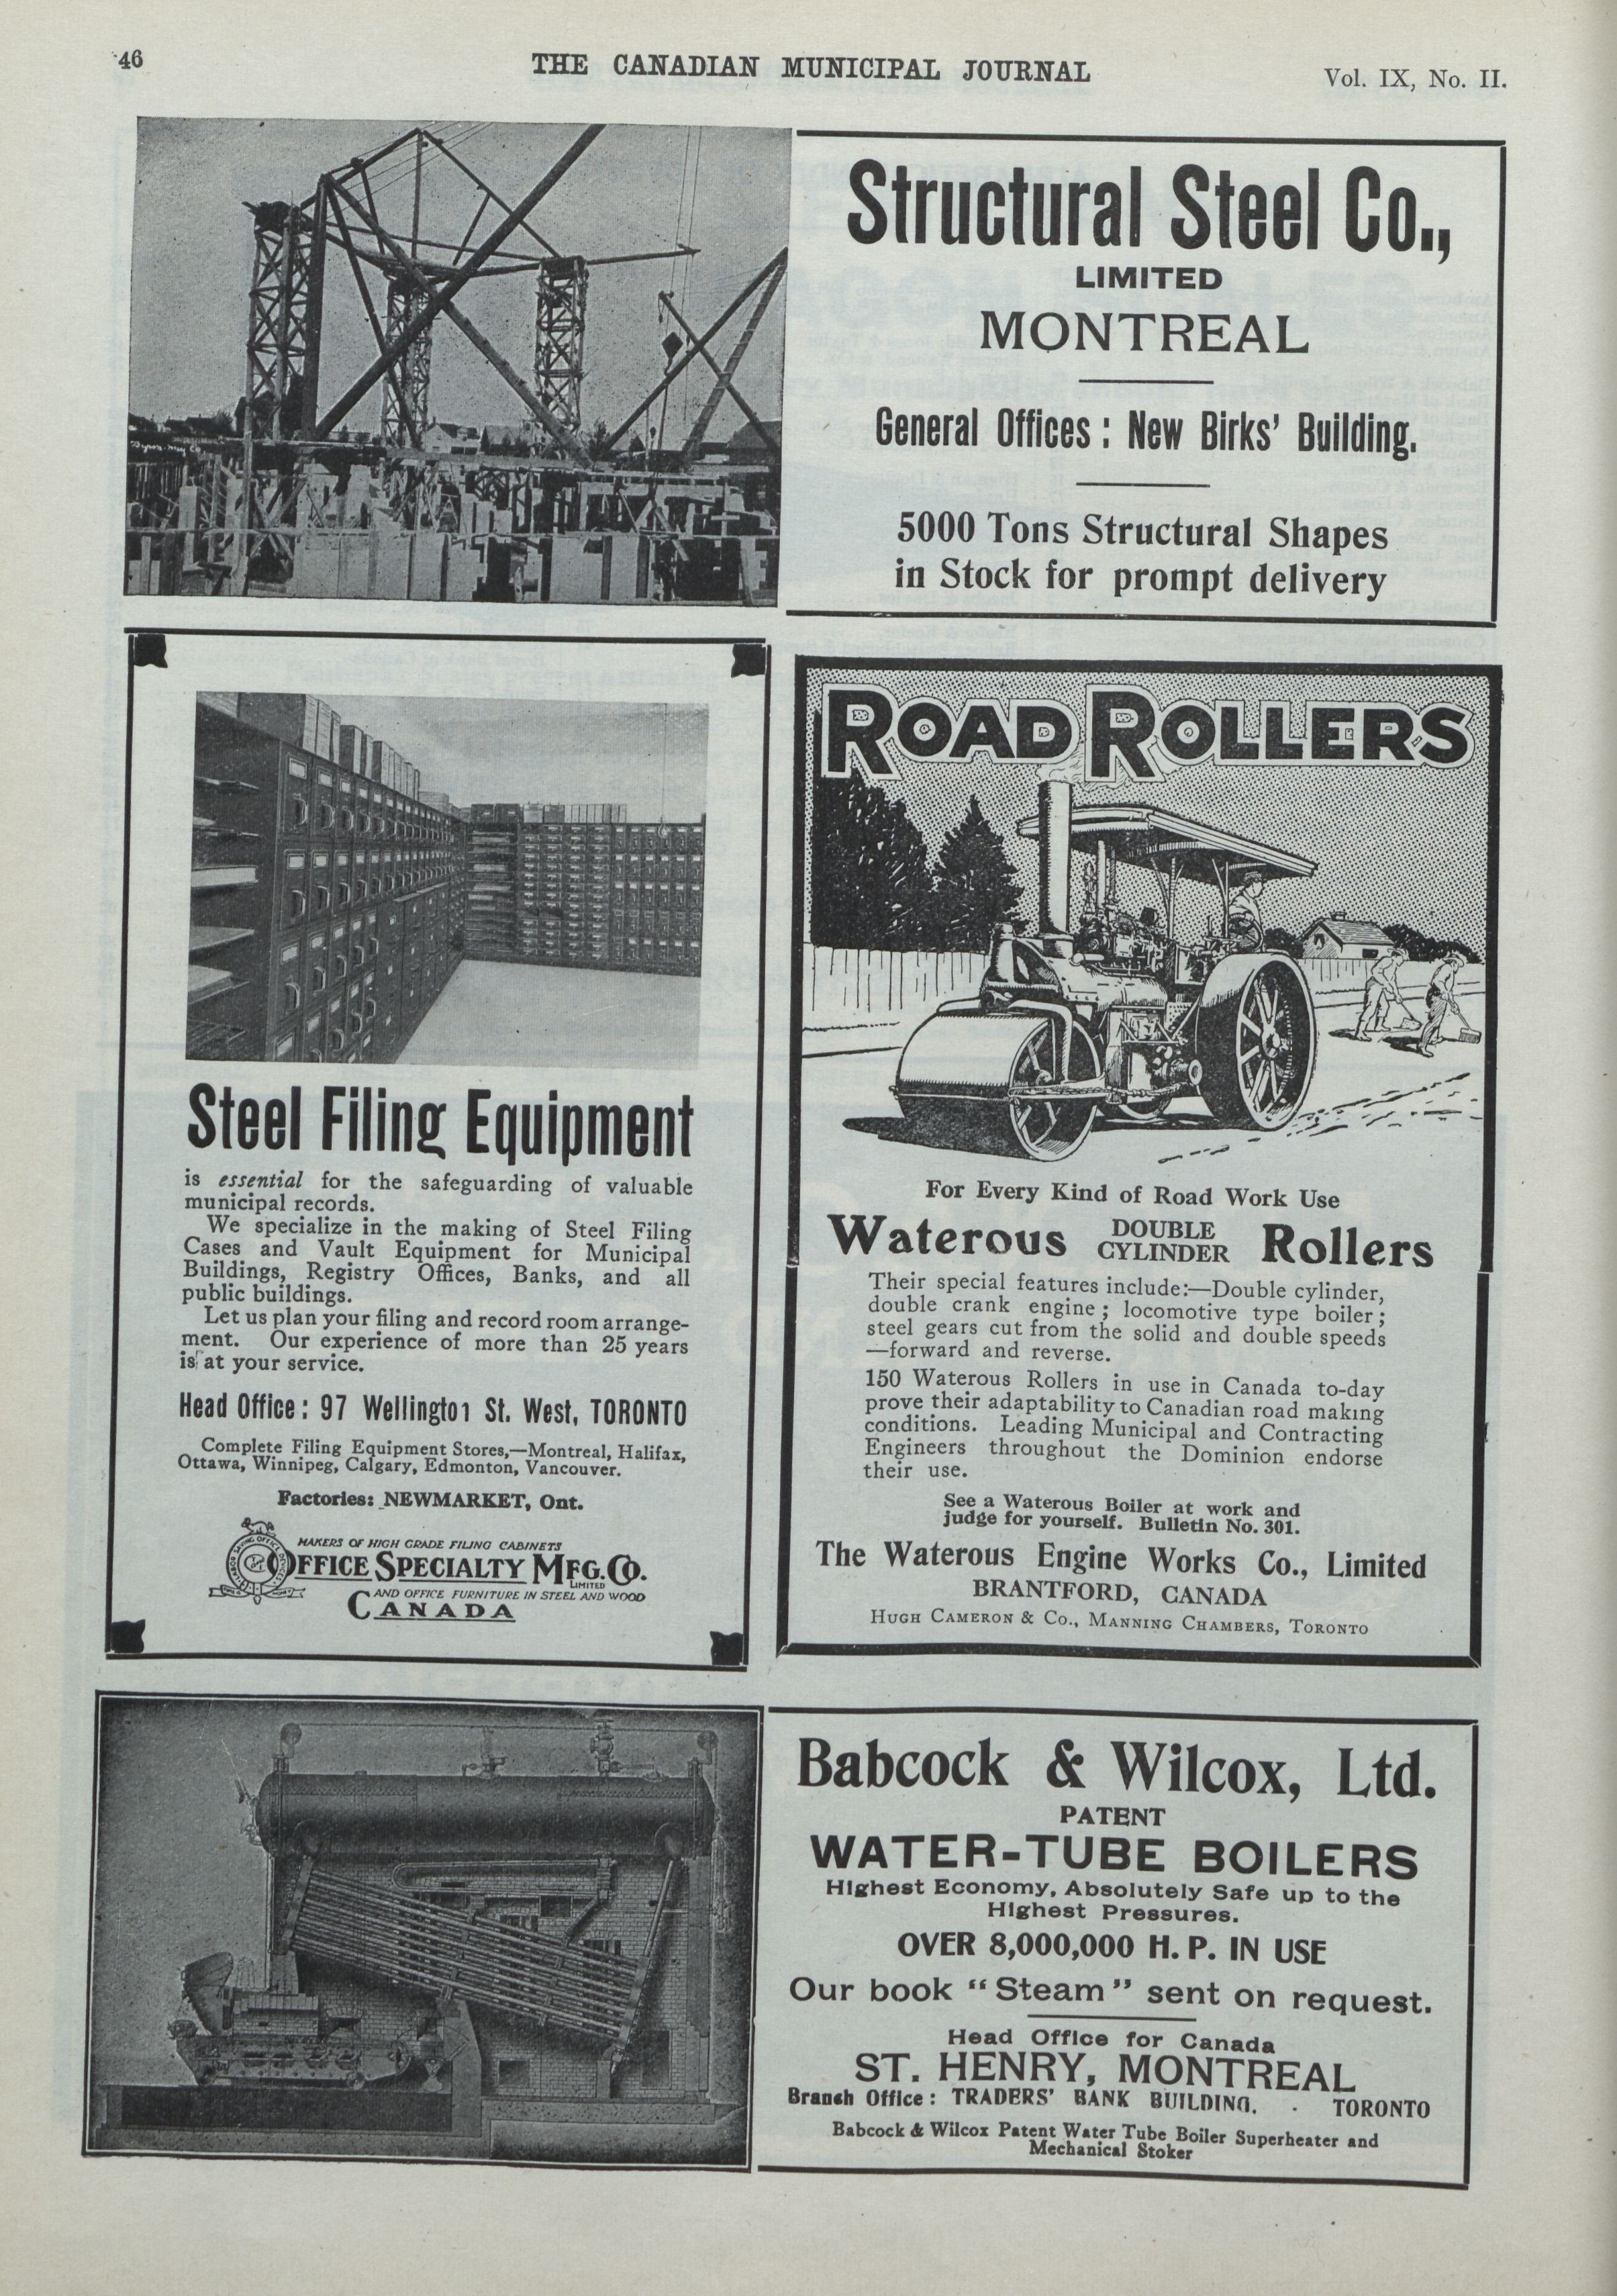 46
THE CANADIAN MUNICIPAL JOURNAL
Vol. IX, No. II.
Structural Steel Co.,
LIMITED
MONTREAL
General Offices : New Birks' Building.
5000 Tons Structural Shapes
in Stock for prompt delivery
Steel Filing Equipment
is essential for the safeguarding of valuable
municipal records.
We specialize in the making of Steel Filing
Cases and Vault Equipment for Municipal
Buildings, Registry Offices, Banks, and all
public buildings.
Let us plan your filing and record room arrange-
ment. Our experience of more than 25 years
is at your service.
Head Office : 97 Wellington St. West, TORONTO
Complete Filing Equipment Stores,—Montreal, Halifax,
Ottawa, Winnipeg, Calgary, Edmonton, Vancouver.
Factories: NEWMARKET, Ont.
MAKERS OF HIGH GRADE FILING CABINETS
OFFICE SPECIALTY MFG. CO.
LIMITED
AND OFFICE FURNITURE IN STEEL AND WOOD
CANADA
ROAD ROLLERS
For Every Kind of Road Work Use
Waterous DOUBLE CYLINDER Rollers
Their special features include:—Double cylinder,
double crank engine ; locomotive type boiler ;
steel gears cut from the solid and double speeds
—forward and reverse.
150 Waterous Rollers in use in Canada to-day
prove their adaptability to Canadian road making
conditions. Leading Municipal and Contracting
Engineers throughout the Dominion endorse
their use.
See a Waterous Boiler at work and
judge for yourself. Bulletin No. 301.
The Waterous Engine Works Co., Limited
BRANTFORD, CANADA
HUGH CAMERON & CO., MANNING CHAMBERS, TORONTO
Babcock & Wilcox, Ltd.
PATENT
WATER-TUBE BOILERS
Highest Economy, Absolutely Safe up to the
Highest Pressures.
OVER 8,000,000 H. P. IN USE
Our book "Steam" sent on request.
Head Office for Canada
ST. HENRY, MONTREAL
Branch Office : TRADERS' BANK BUILDING. - TORONTO
Babcock & Wilcox Patent Water Tube Boiler Superheater and
Mechanical Stoker